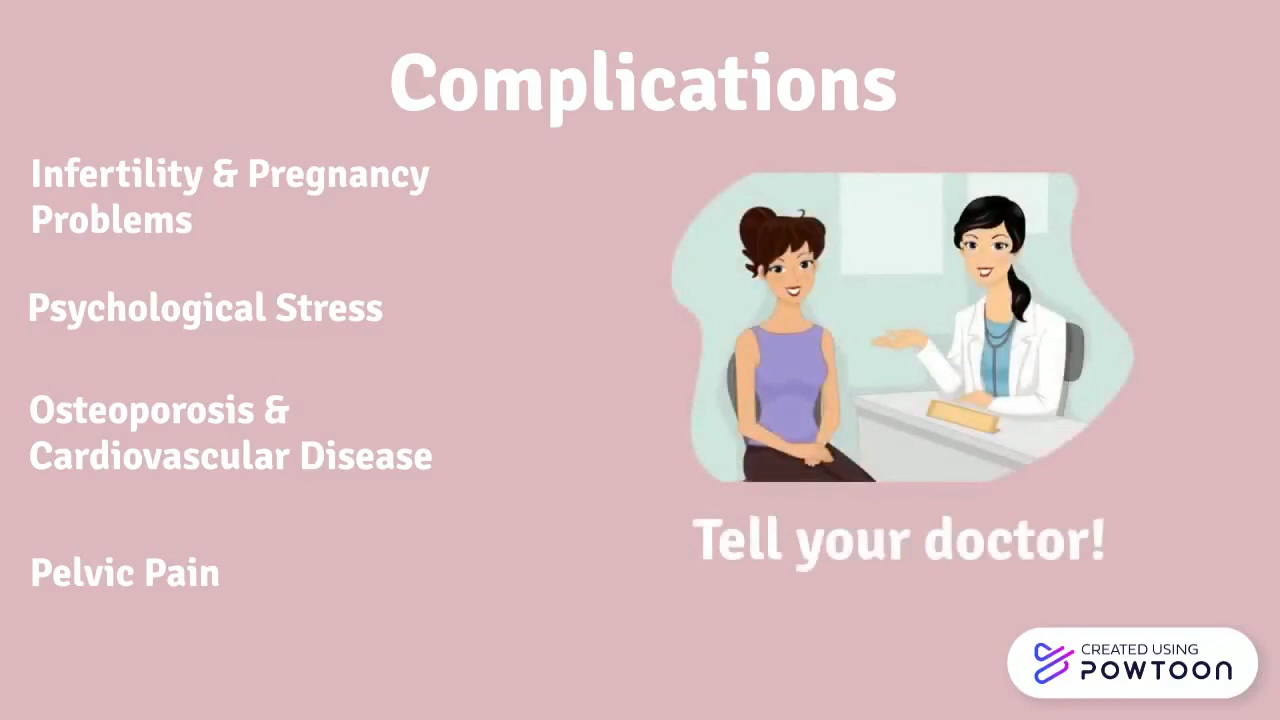 Complications
Infertility & Pregnancy
Problems
Psychological Stress
Osteoporosis &
Cardiovascular Disease
Pelvic Pain
Tell your doctor!
CREATED USING
POWTOON